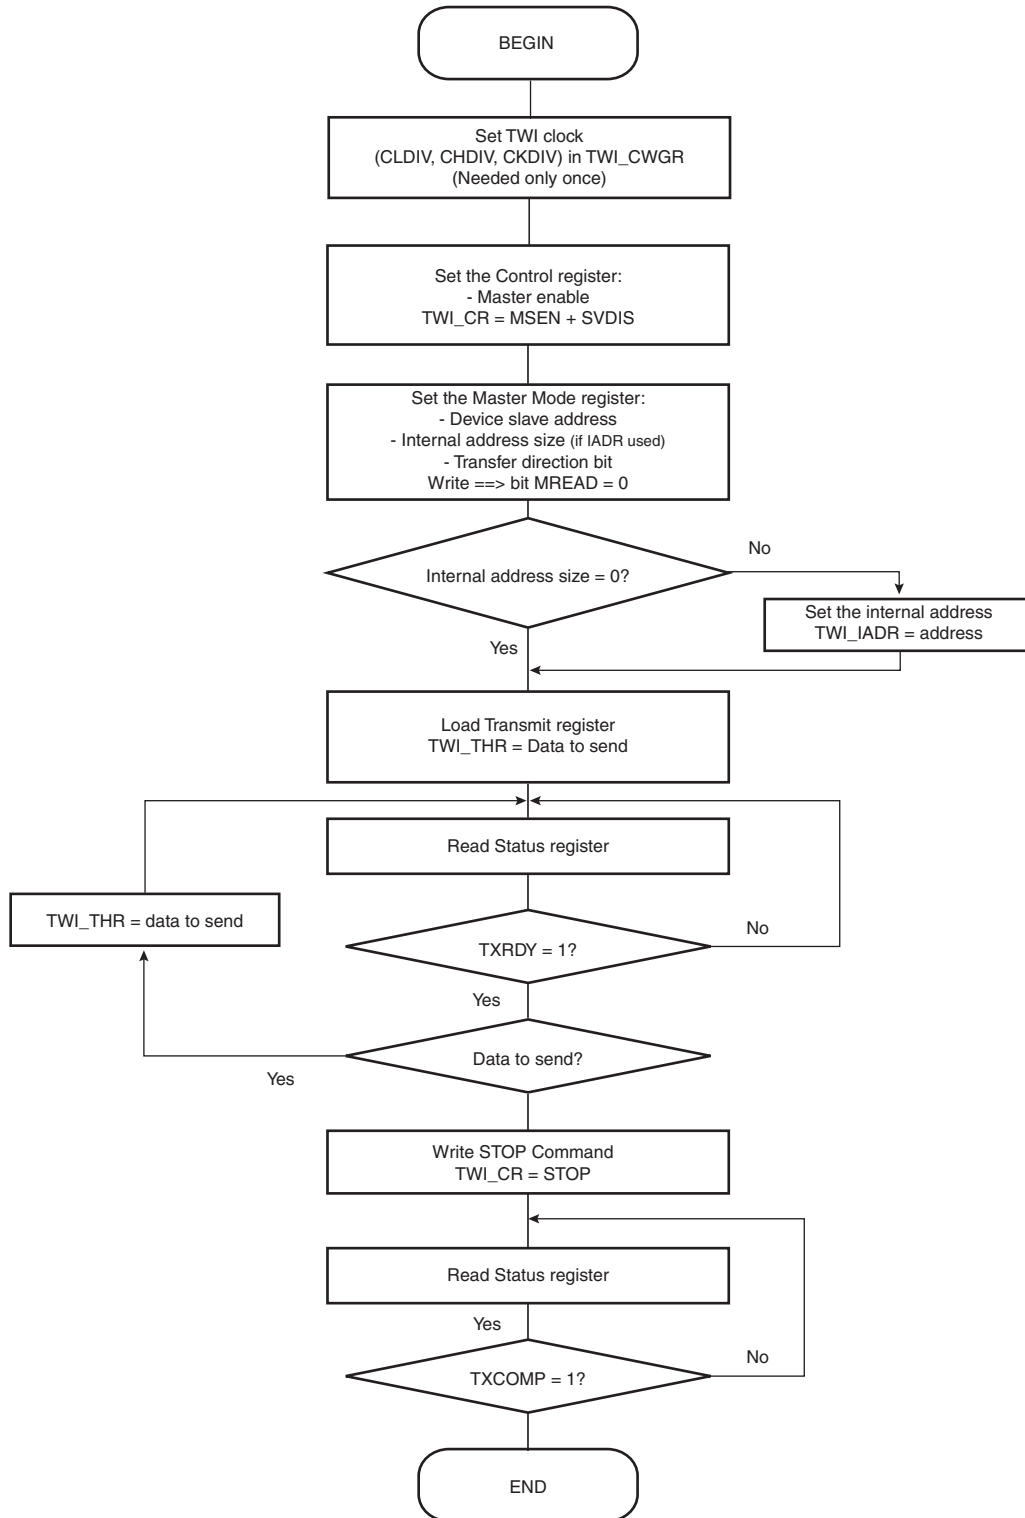 BEGIN
Set TWI clock
(CLDIV, CHDIV, CKDIV) in TWI_CWGR
(Needed only once)
Set the Control register:
- Master enable
TWI_CR = MSEN + SVDIS
Set the Master Mode register:
- Device slave address
- Internal address size (if IADR used)
- Transfer direction bit
Write ==> bit MREAD = 0
No
Internal address size = 0?
Set the internal address
TWI_IADR = address
Yes
Load Transmit register
TWI_THR = Data to send
Read Status register
TWI_THR = data to send
No
TXRDY = 1?
Yes
Data to send?
Yes
Write STOP Command
TWI_CR = STOP
Read Status register
Yes
No
TXCOMP = 1?
END